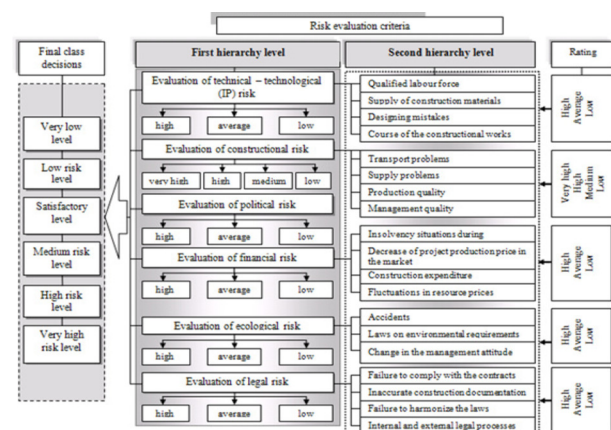 Risk evaluation criteria
Final class
decisions
First hierarchy level
Second hierarchy level
Rating
Very low
level
Low risk
level
Satisfactory
level
Medium risk
level
High risk
level
Very high
risk level
Evaluation of technical – technological
(IP) risk
high
average
low
Evaluation of constructional risk
very high
high
medium
low
Evaluation of political risk
high
average
low
Evaluation of financial risk
high
average
low
Evaluation of ecological risk
high
average
low
Evaluation of legal risk
high
average
low
Qualified labour force
Supply of construction materials
Designing mistakes
Course of the constructional works
Transport problems
Supply problems
Production quality
Management quality
Insolvency situations during
Decrease of project production price in
the market
Construction expenditure
Fluctuations in resource prices
Accidents
Laws on environmental requirements
Change in the management attitude
Failure to comply with the contracts
Inaccurate construction documentation
Failure to harmonize the laws
Internal and external legal processes
High
Average
Low
Very high
High
Medium
Low
High
Average
Low
High
Average
Low
High
Average
Low